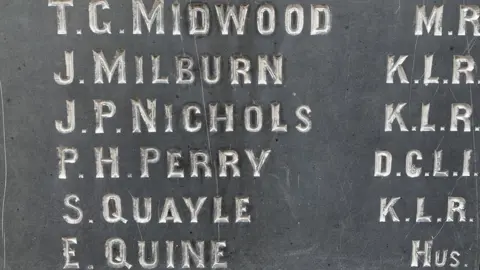 T.G.MIDWOOD M.R
J.MILBURN K.L.R.
J.P.NICHOLS K.L.R.
P.H.PERRY D.C.L.I.
S.QUAYLE K.L.R.
E.QUINE HUS.